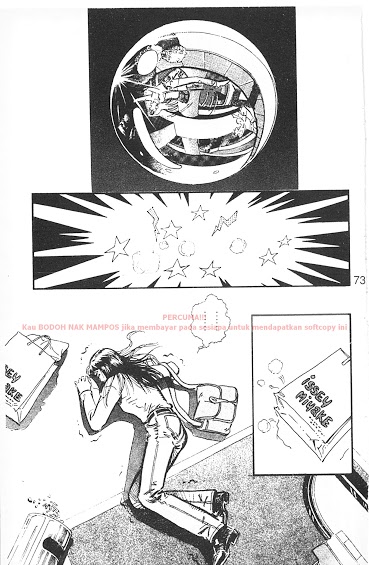 73
PERCUMA!!!
Kau BODOH NAK MAMPOS jika membayar pada sesiapa untuk mendapatkan softcopy ini
ISSEY
MIYAKE
ISSEY
MIYAKE